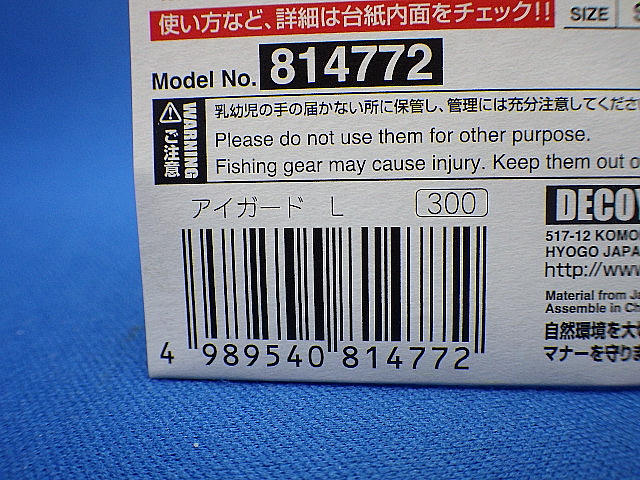 使い方など、詳細は台紙内面をチェック!!
SIZE
Model No. 814772
WARNING
ご注意
乳幼児の手の届かない所に保管し、管理には充分注意してくださ
Please do not use them for other purpose.
Fishing gear may cause injury. Keep them out o
アイガード L 300
DECOY
517-12 KOMO
HYOGO JAPA
http://www
Material from Ja
Assemble in Ch
自然環境を大
マナーを守りま
4 989540 814772